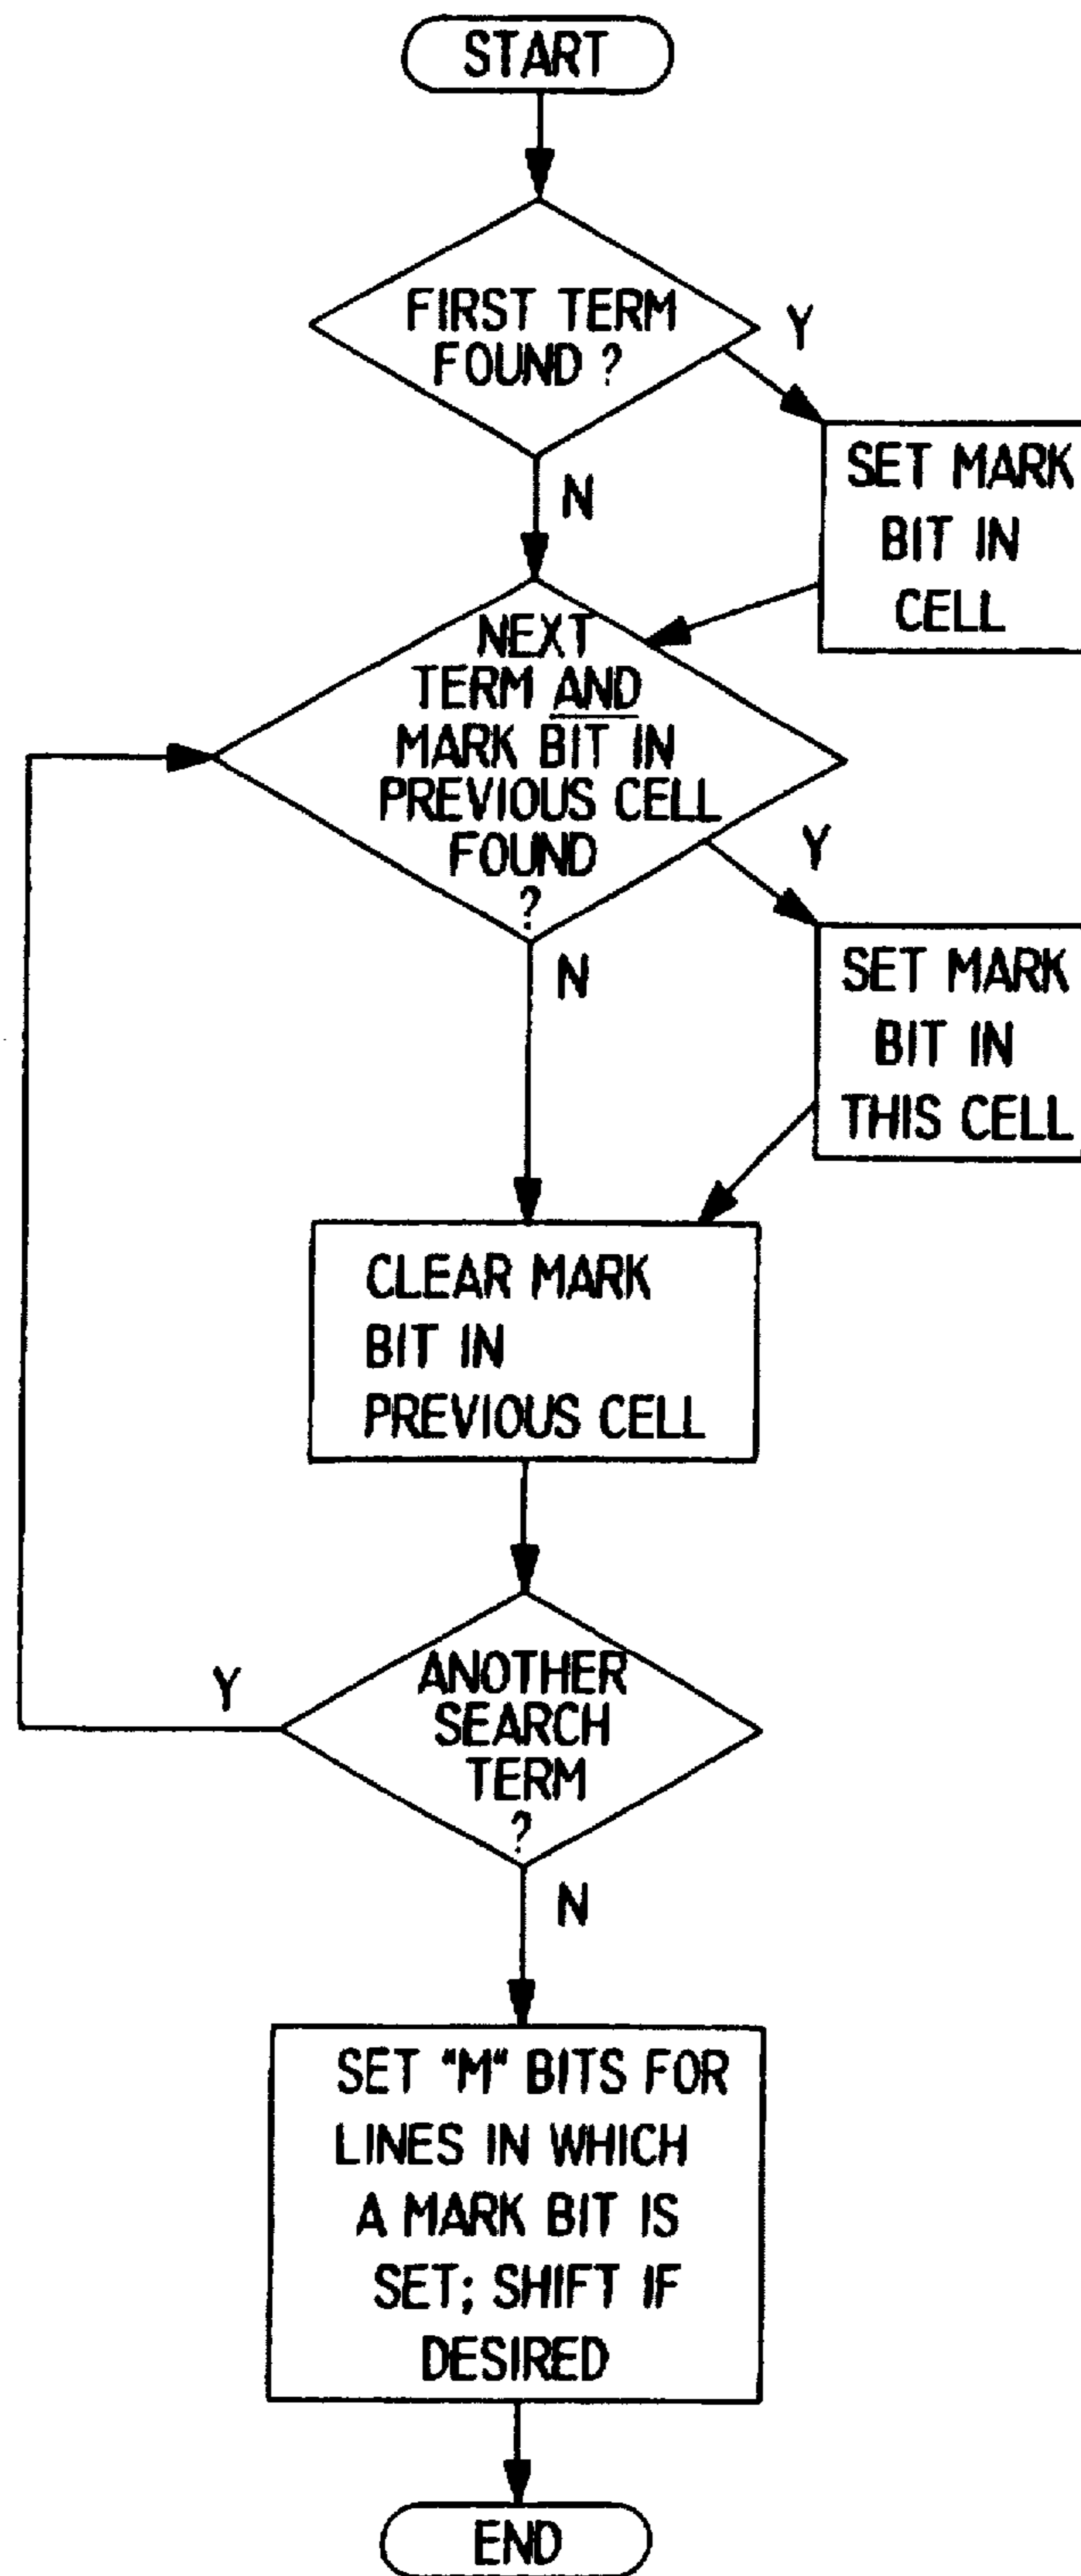 START
FIRST TERM
FOUND ?
Y
N
SET MARK
BIT IN
CELL
NEXT
TERM AND
MARK BIT IN
PREVIOUS CELL
FOUND
?
Y
N
SET MARK
BIT IN
THIS CELL
CLEAR MARK
BIT IN
PREVIOUS CELL
Y
ANOTHER
SEARCH
TERM
?
N
SET "M" BITS FOR
LINES IN WHICH
A MARK BIT IS
SET; SHIFT IF
DESIRED
END